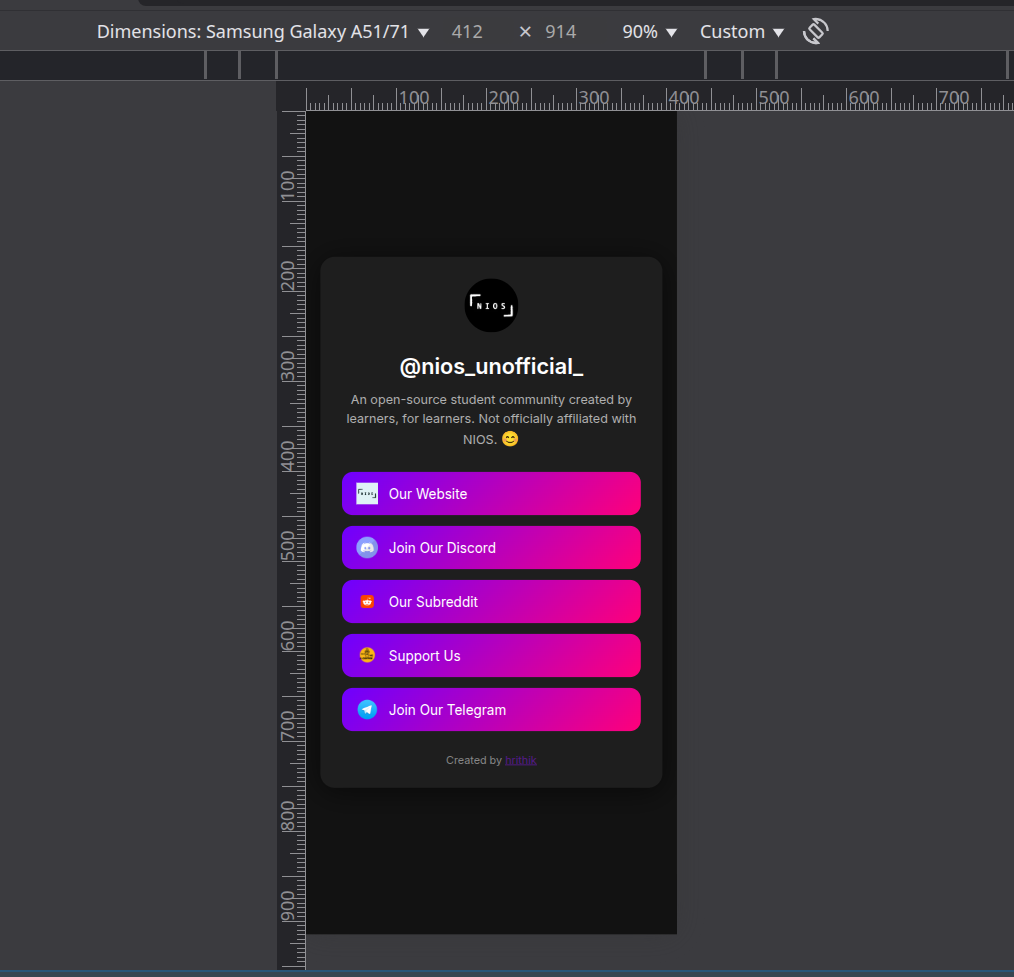 Dimensions: Samsung Galaxy A51/71 ▼ 412 × 914 90% ▼ Custom ▼
100 200 300 400 500 600 700
100
200
300
400
500
600
700
800
900
NIOS
@nios_unofficial_
An open-source student community created by
learners, for learners. Not officially affiliated with
NIOS. 😊
Our Website
Join Our Discord
Our Subreddit
Support Us
Join Our Telegram
Created by hrithik